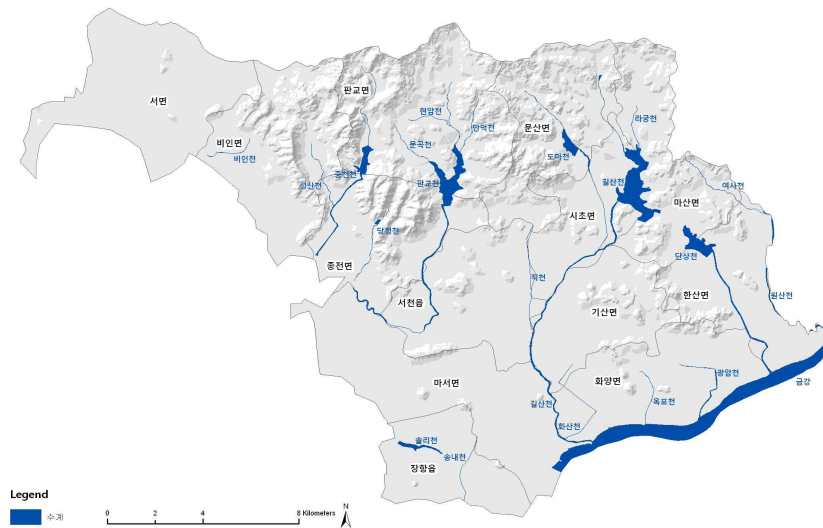 서면
판교면
비인면
비인천
현암천
만덕천
문산면
라궁천
문곡천
도마천
종천천
판교천
길산천
여사천
마산면
시초면
당정천
종전면
단상천
서천읍
기산면
한산면
원산천
마서면
화양면
광암천
금강
길산천
옥포천
화산천
솔리천
송내천
장항읍
Legend
수계
0 2 4 8 Kilometers
N